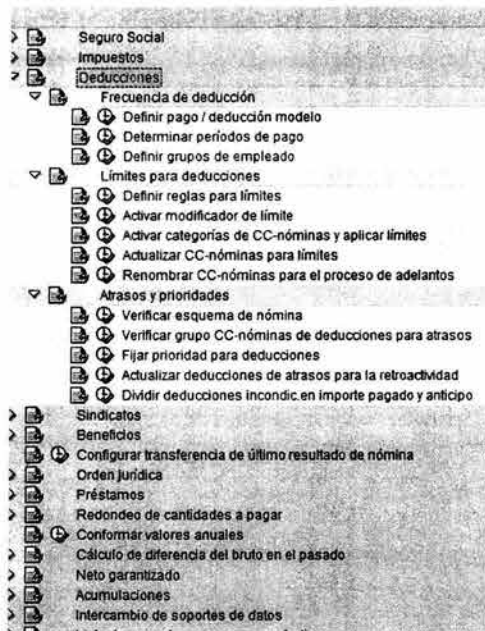 Seguro Social
Impuestos
Deducciones
Frecuencia de deducción
Definir pago / deducción modelo
Determinar períodos de pago
Definir grupos de empleado
Límites para deducciones
Definir reglas para límites
Activar modificador de límite
Activar categorías de CC-nóminas y aplicar límites
Actualizar CC-nóminas para límites
Renombrar CC-nóminas para el proceso de adelantos
Atrasos y prioridades
Verificar esquema de nómina
Verificar grupo CC-nóminas de deducciones para atrasos
Fijar prioridad para deducciones
Actualizar deducciones de atrasos para la retroactividad
Dividir deducciones incondic.en importe pagado y anticipo
Sindicatos
Beneficios
Configurar transferencia de último resultado de nómina
Orden jurídica
Préstamos
Redondeo de cantidades a pagar
Conformar valores anuales
Cálculo de diferencia del bruto en el pasado
Neto garantizado
Acumulaciones
Intercambio de soportes de datos